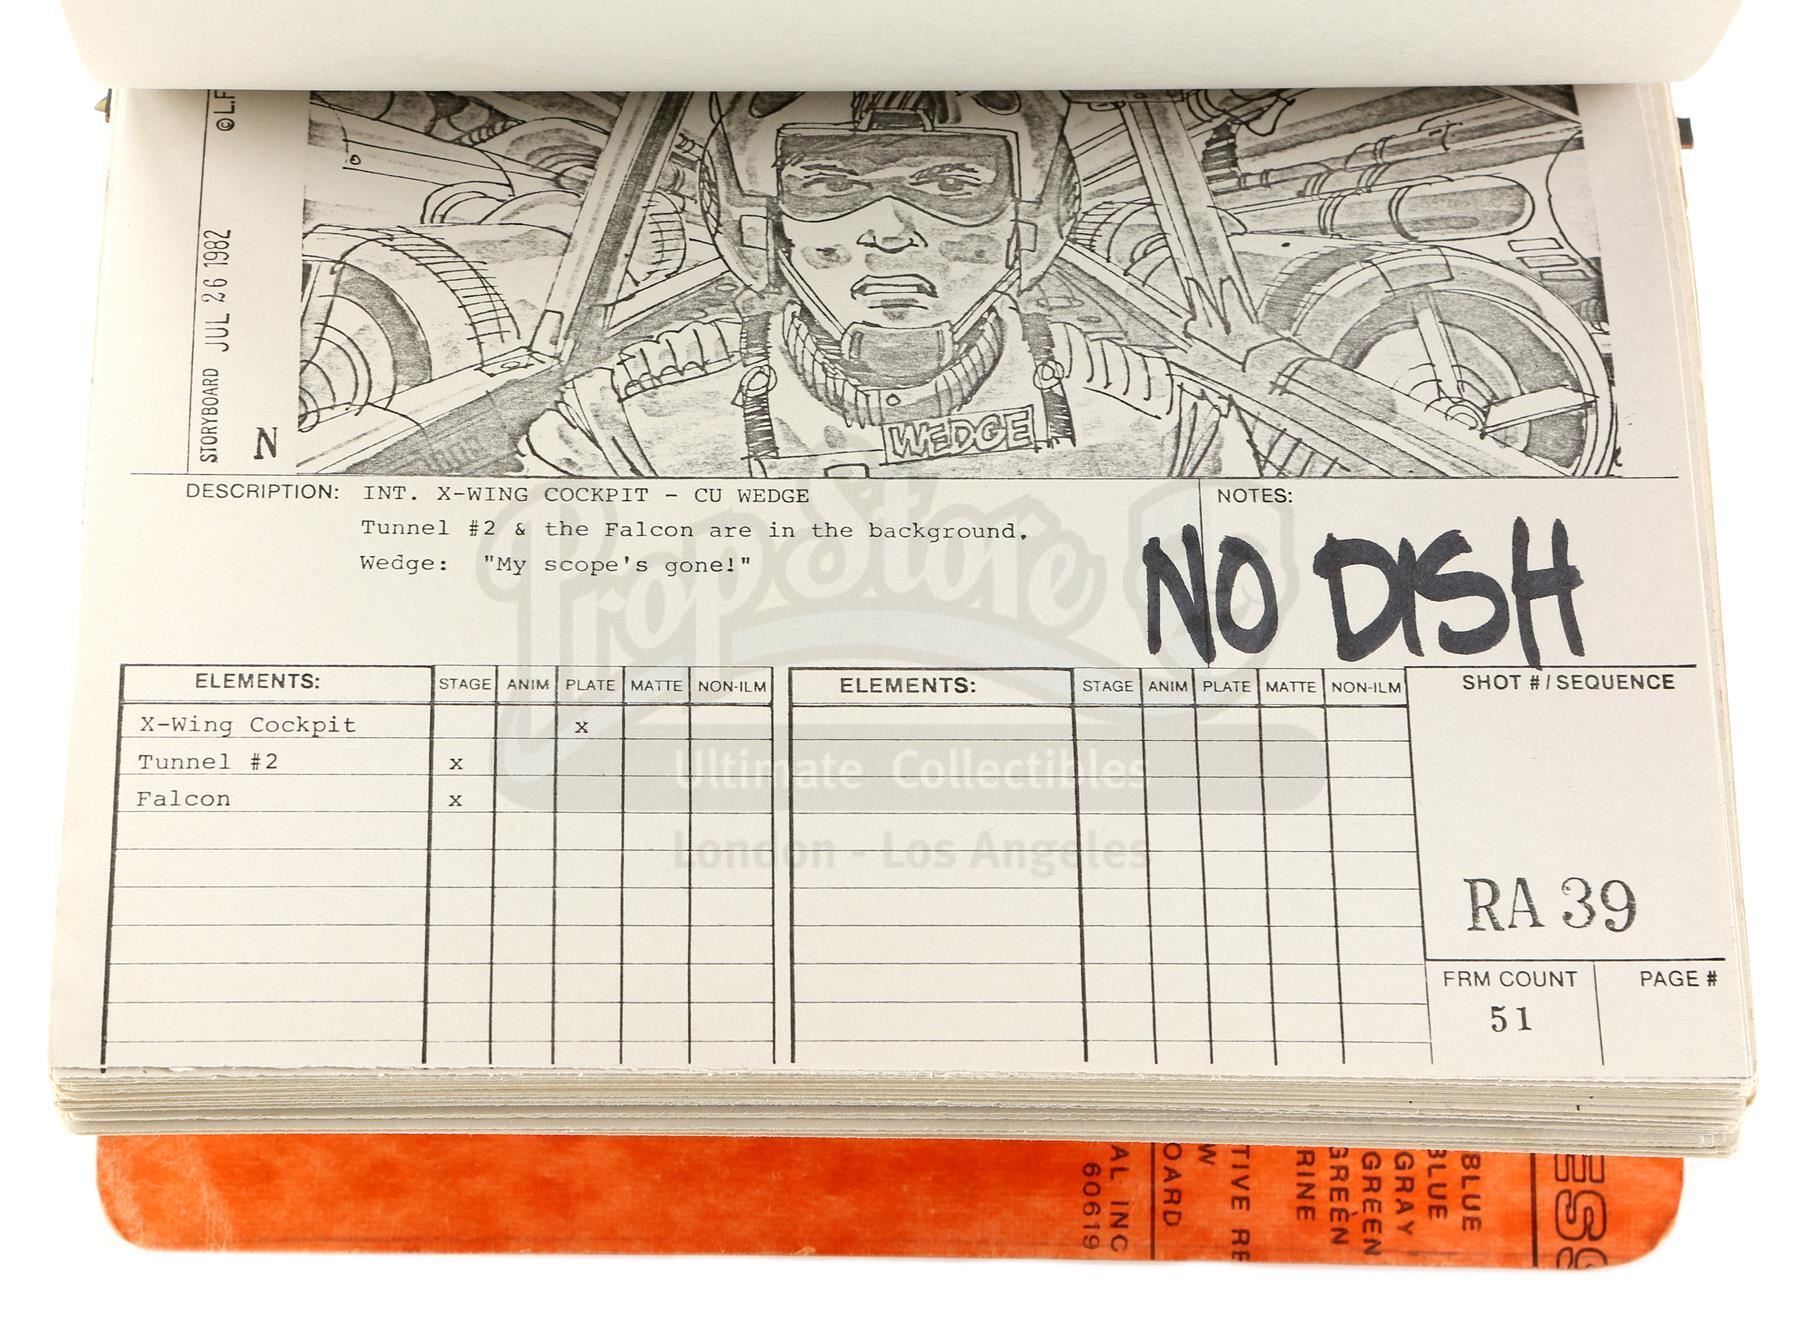 © L.F
STORYBOARD JUL 26 1982
N
WEDGE
DESCRIPTION: INT. X-WING COCKPIT - CU WEDGE
Tunnel #2 & the Falcon are in the background.
Wedge: "My scope's gone!"
NOTES:
NO DISH
ELEMENTS: STAGE ANIM PLATE MATTE NON-ILM
X-Wing Cockpit x
Tunnel #2 x
Falcon x
ELEMENTS: STAGE ANIM PLATE MATTE NON-ILM
SHOT #/SEQUENCE
RA 39
FRM COUNT
51
PAGE #
Prop Store
Ultimate Collectibles
London - Los Angeles
ESS
BLUE
BLUE
GRAY
GREEN
GREEN
RINE
TIVE RE
W
OARD
AL INC
60619